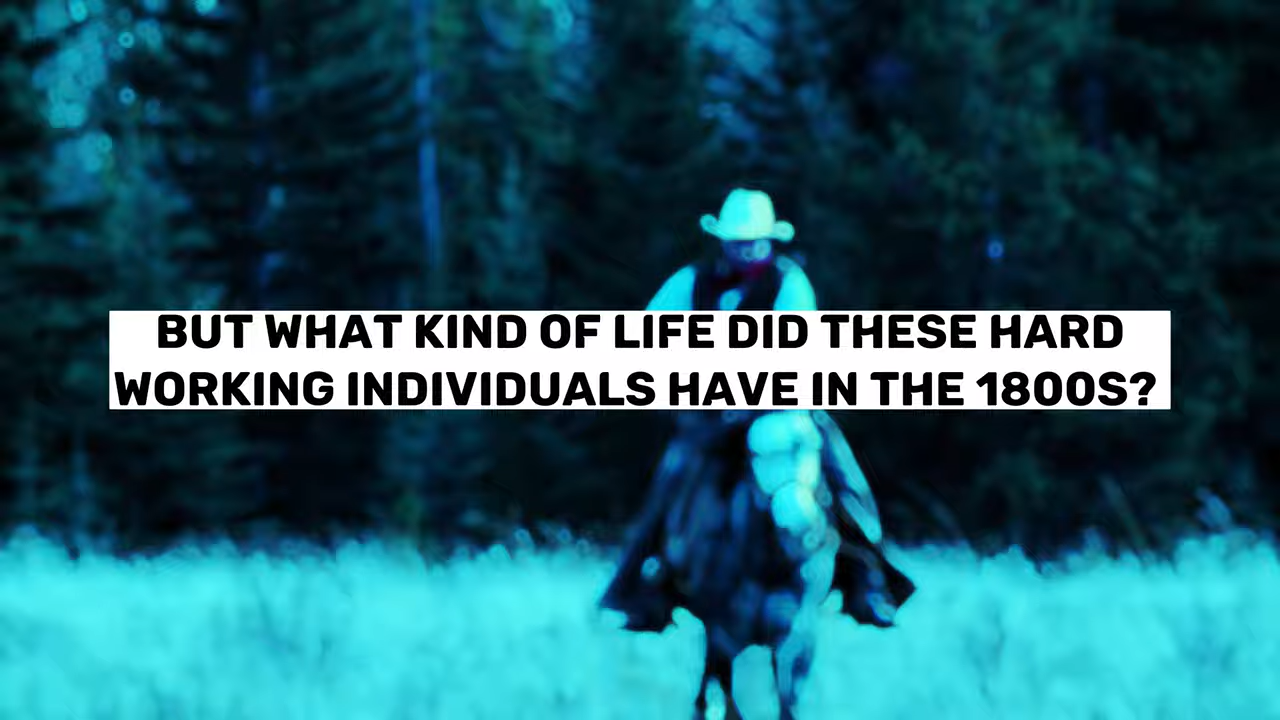 BUT WHAT KIND OF LIFE DID THESE HARD
WORKING INDIVIDUALS HAVE IN THE 1800S?